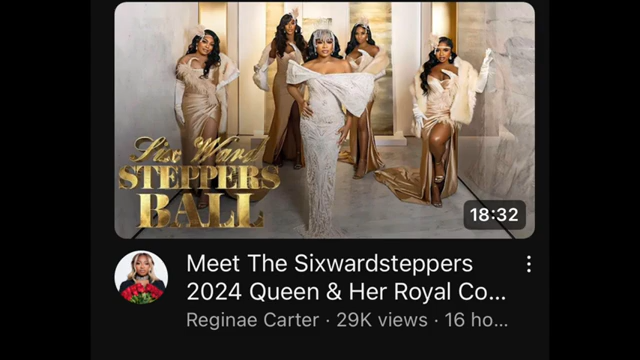 Six Ward
STEPPERS
BALL
18:32
Meet The Sixwardsteppers
2024 Queen & Her Royal Co...
Reginae Carter · 29K views · 16 ho...